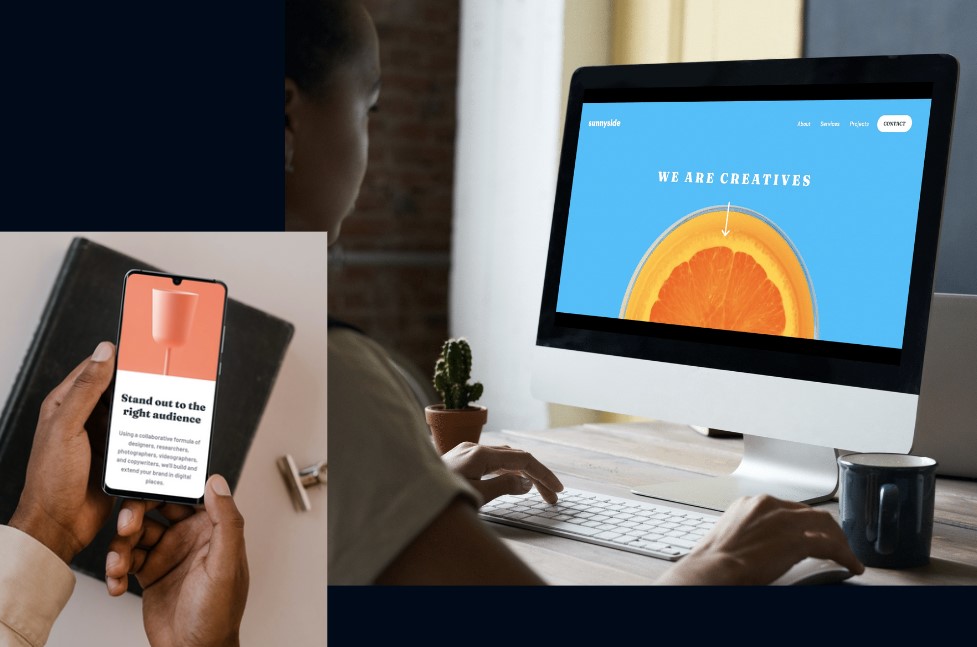 sunnyside
About Services Projects CONTACT
WE ARE CREATIVES
Stand out to the
right audience
Using a collaborative formula of
designers, researchers,
photographers, videographers,
and copywriters, we'll build and
extend your brand in digital
places.